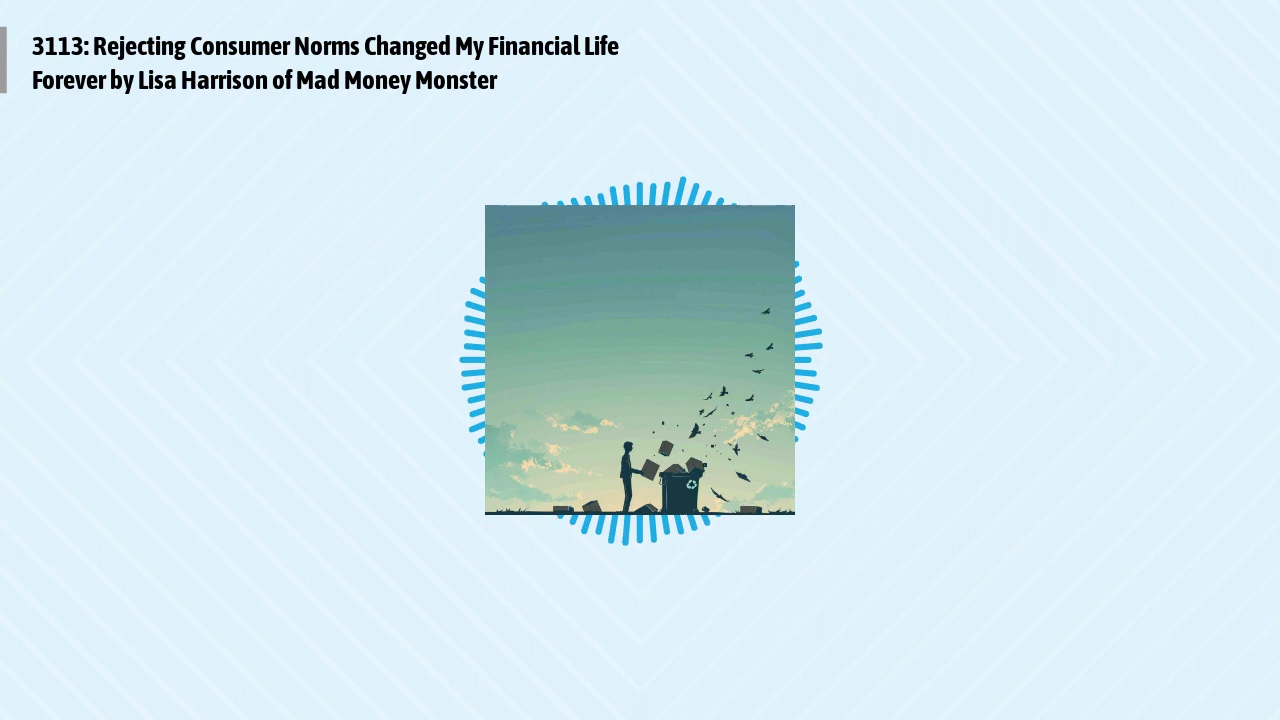 3113: Rejecting Consumer Norms Changed My Financial Life
Forever by Lisa Harrison of Mad Money Monster